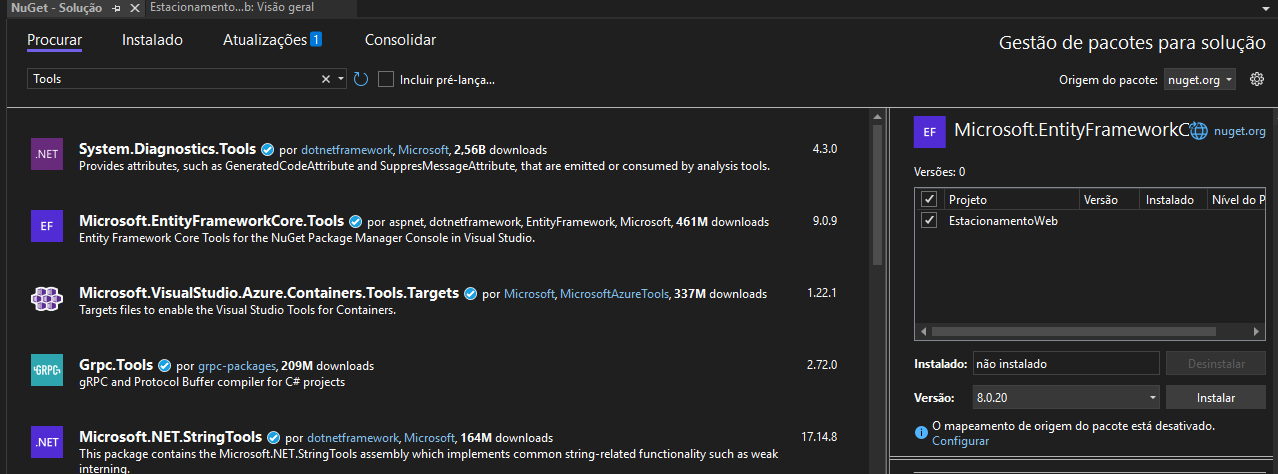 NuGet - Solução
Estacionamento...b: Visão geral
Procurar Instalado Atualizações 1 Consolidar
Gestão de pacotes para solução
Tools
Incluir pré-lança...
Origem do pacote: nuget.org
.NET
System.Diagnostics.Tools por dotnetframework, Microsoft, 2,56B downloads
4.3.0
Provides attributes, such as GeneratedCodeAttribute and SuppresMessageAttribute, that are emitted or consumed by analysis tools.
EF
Microsoft.EntityFrameworkCore.Tools por aspnet, dotnetframework, EntityFramework, Microsoft, 461M downloads
9.0.9
Entity Framework Core Tools for the NuGet Package Manager Console in Visual Studio.
Microsoft.VisualStudio.Azure.Containers.Tools.Targets por Microsoft, MicrosoftAzureTools, 337M downloads
1.22.1
Targets files to enable the Visual Studio Tools for Containers.
GRPC
Grpc.Tools por grpc-packages, 209M downloads
2.72.0
gRPC and Protocol Buffer compiler for C# projects
.NET
Microsoft.NET.StringTools por dotnetframework, Microsoft, 164M downloads
17.14.8
This package contains the Microsoft.NET.StringTools assembly which implements common string-related functionality such as weak
interning.
EF
Microsoft.EntityFrameworkC
nuget.org
Versões: 0
Projeto Versão Instalado Nível do P
EstacionamentoWeb
Instalado: não instalado Desinstalar
Versão: 8.0.20 Instalar
O mapeamento de origem do pacote está desativado.
Configurar